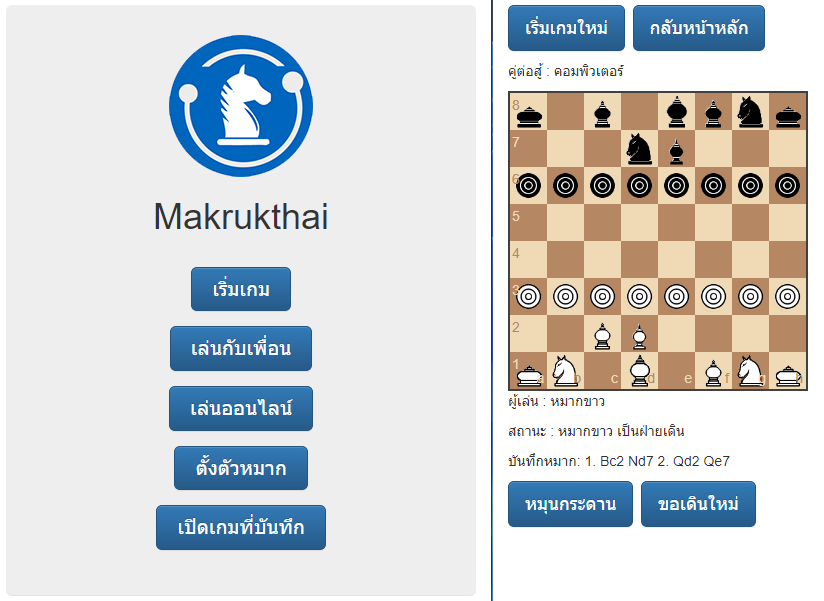 Makrukthai
เริ่มเกม
เล่นกับเพื่อน
เล่นออนไลน์
ตั้งตัวหมาก
เปิดเกมที่บันทึก
เริ่มเกมใหม่ กลับหน้าหลัก
คู่ต่อสู้ : คอมพิวเตอร์
8
7
6
5
4
3
2
1
a b c d e f g h
ผู้เล่น : หมากขาว
สถานะ : หมากขาว เป็นฝ่ายเดิน
บันทึกหมาก: 1. Bc2 Nd7 2. Qd2 Qe7
หมุนกระดาน ขอเดินใหม่